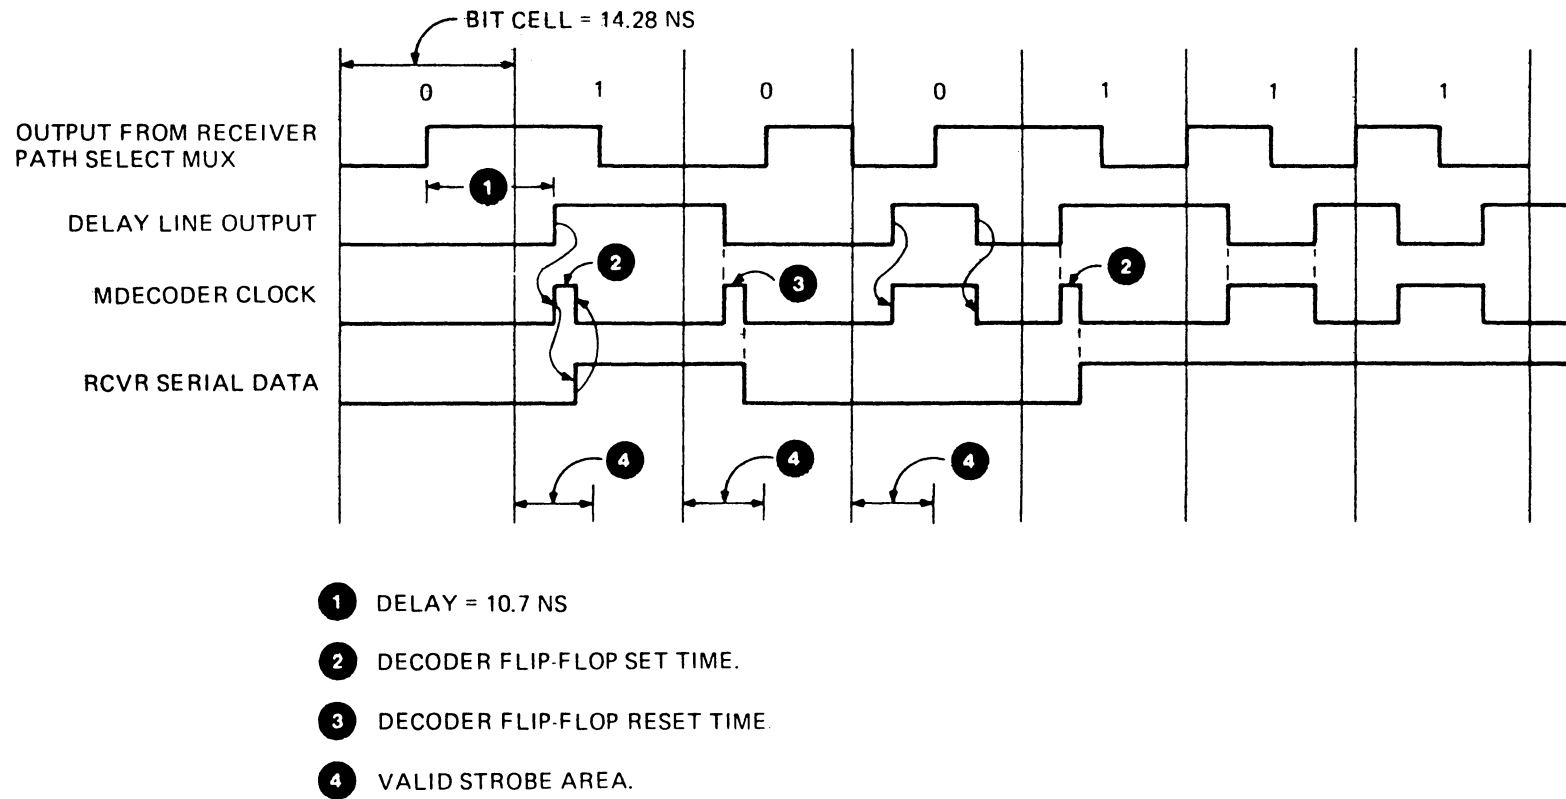 BIT CELL = 14.28 NS
0 1 0 0 1 1 1
OUTPUT FROM RECEIVER
PATH SELECT MUX
1
DELAY LINE OUTPUT
2 3 2
MDECODER CLOCK
RCVR SERIAL DATA
4 4 4
1 DELAY = 10.7 NS
2 DECODER FLIP-FLOP SET TIME.
3 DECODER FLIP-FLOP RESET TIME.
4 VALID STROBE AREA.